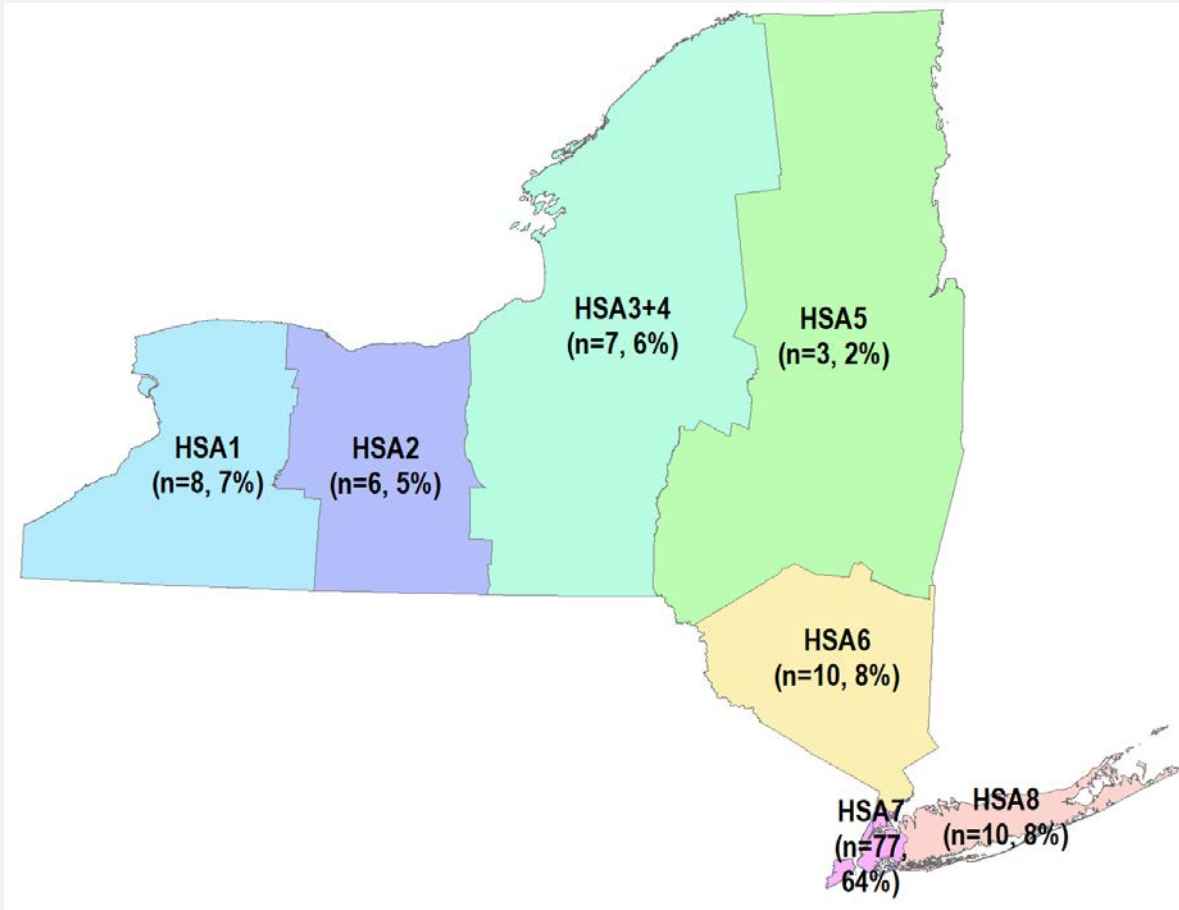 HSA3+4
(n=7, 6%)
HSA5
(n=3, 2%)
HSA1
(n=8, 7%)
HSA2
(n=6, 5%)
HSA6
(n=10, 8%)
HSA7
(n=77,
64%)
HSA8
(n=10, 8%)